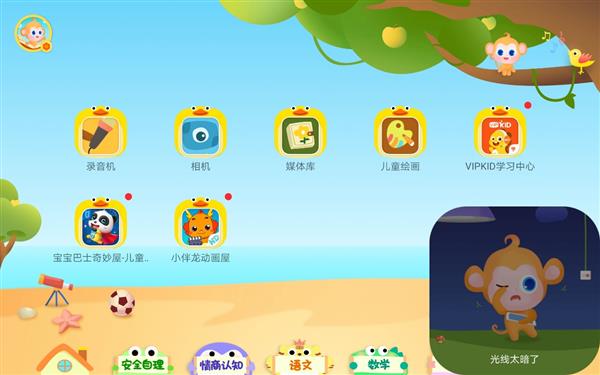 录音机
相机
媒体库
儿童绘画
VIPKID学习中心
宝宝巴士奇妙屋-儿童..
小伴龙动画屋
HD
光线太暗了
安全自理
情商认知
语文
数学